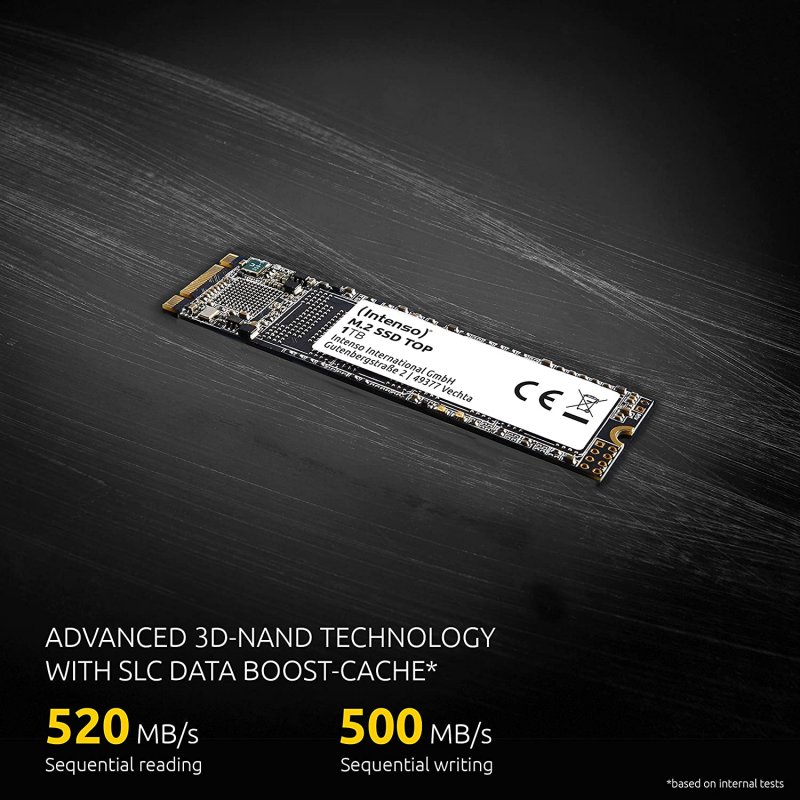 (intenso)®
M.2 SSD TOP
1TB
Intenso International GmbH
Gutenbergstraße 2 | 49377 Vechta
CE
ADVANCED 3D-NAND TECHNOLOGY
WITH SLC DATA BOOST-CACHE*
520 MB/s
Sequential reading
500 MB/s
Sequential writing
*based on internal tests